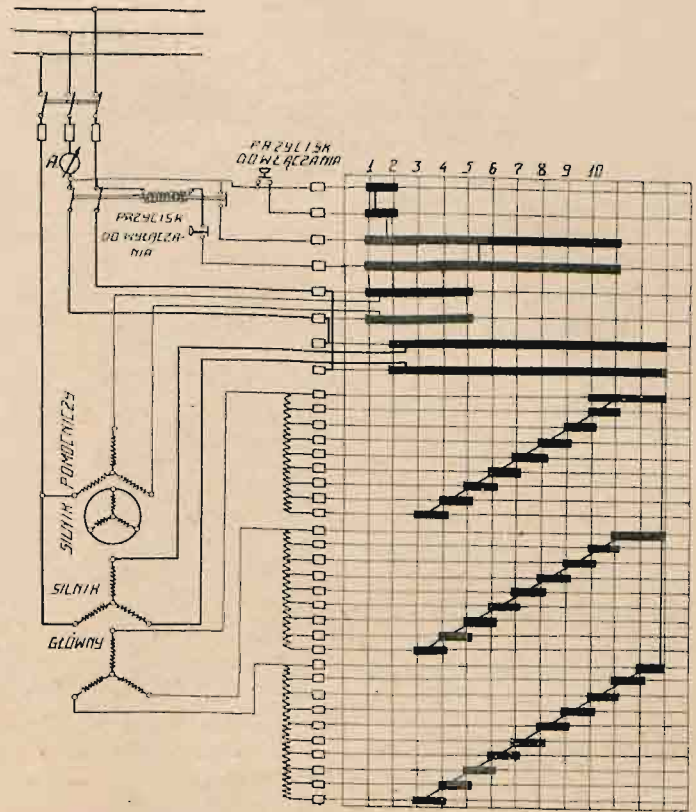 PRZYCISK
DO WŁĄCZANIA
1 2 3 4 5 6 7 8 9 10
A
PRZYCISK
DO WYŁĄCZA-
NIA
SILNIK POMOCNICZY
SILNIK
GŁÓWNY